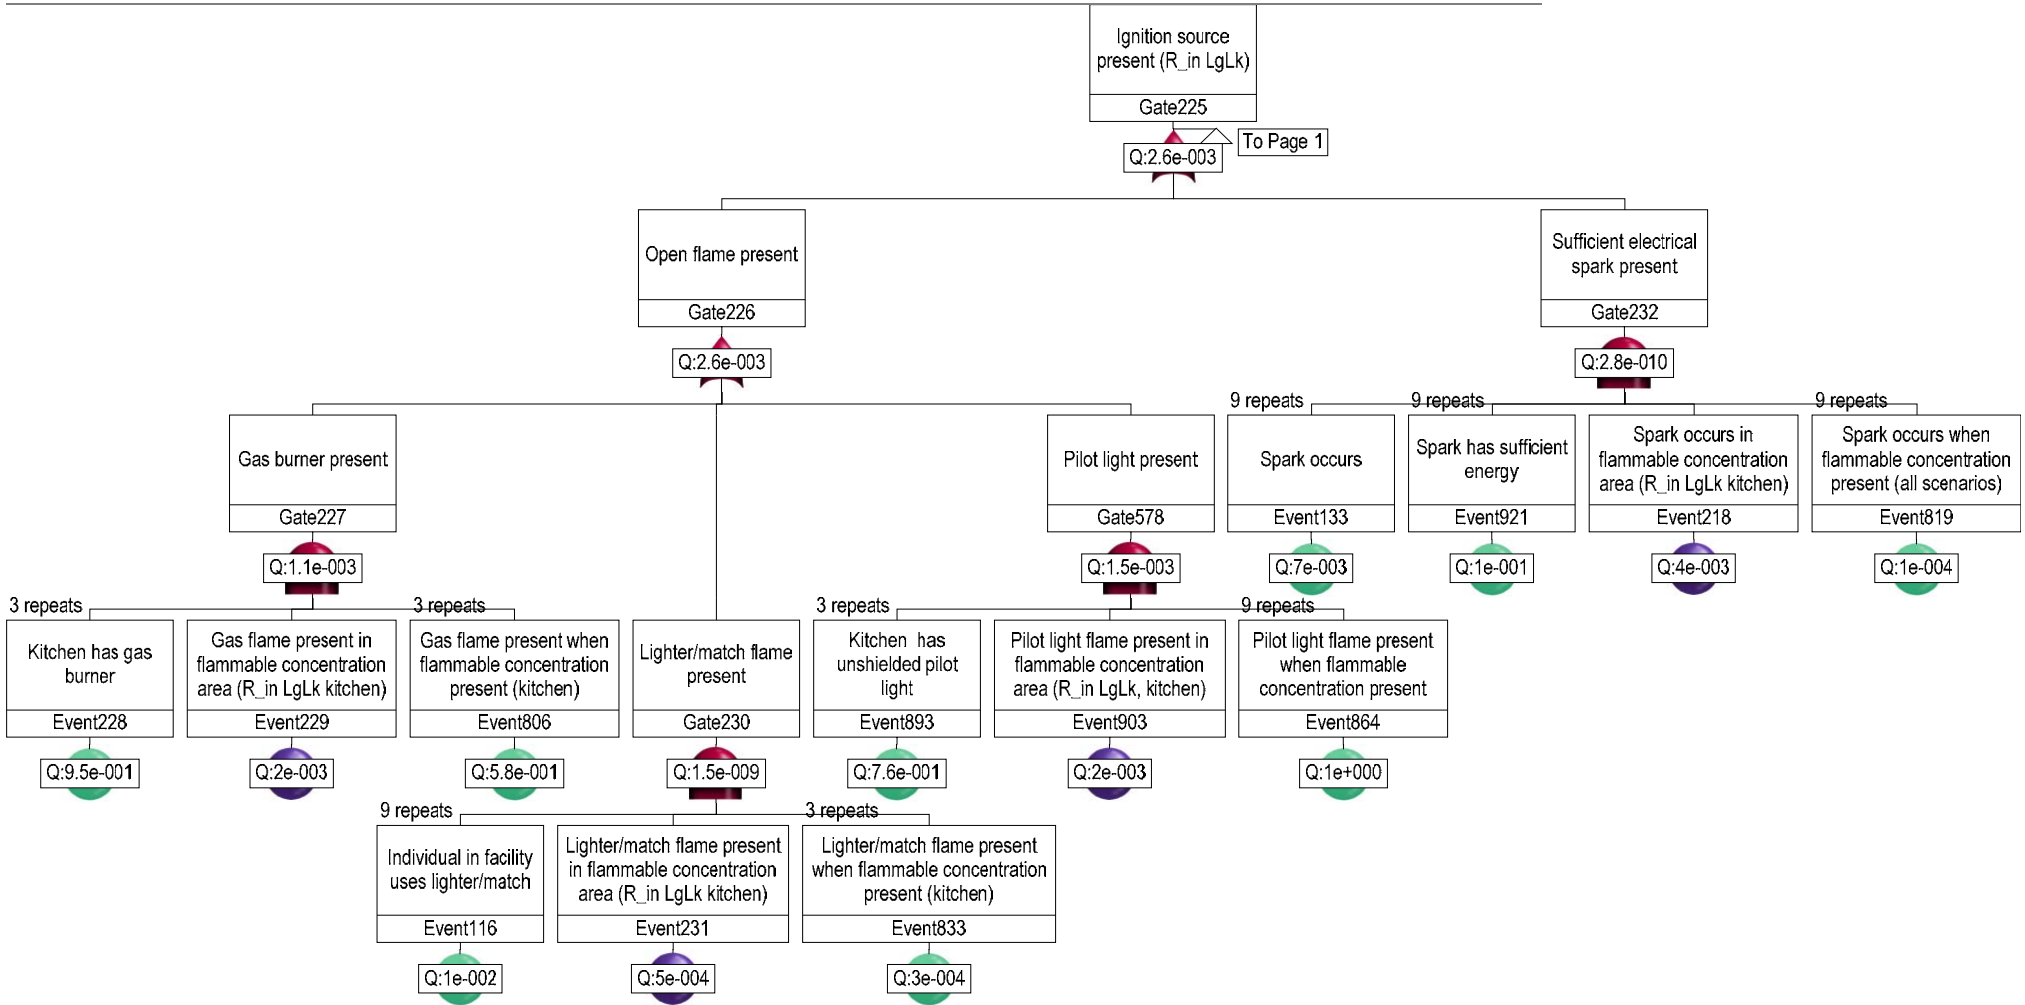 Ignition source
present (R_in LgLk)
Gate225
To Page 1
Q:2.6e-003
Open flame present
Gate226
Q:2.6e-003
Sufficient electrical
spark present
Gate232
Q:2.8e-010
Gas burner present
Gate227
Q:1.1e-003
Pilot light present
Gate578
Q:1.5e-003
9 repeats
Spark occurs
Event133
Q:7e-003
9 repeats
Spark has sufficient
energy
Event921
Q:1e-001
Spark occurs in
flammable concentration
area (R_in LgLk kitchen)
Event218
Q:4e-003
9 repeats
Spark occurs when
flammable concentration
present (all scenarios)
Event819
Q:1e-004
3 repeats
Kitchen has gas
burner
Event228
Q:9.5e-001
Gas flame present in
flammable concentration
area (R_in LgLk kitchen)
Event229
Q:2e-003
3 repeats
Gas flame present when
flammable concentration
present (kitchen)
Event806
Q:5.8e-001
Lighter/match flame
present
Gate230
Q:1.5e-009
3 repeats
Kitchen has
unshielded pilot
light
Event893
Q:7.6e-001
Pilot light flame present in
flammable concentration
area (R_in LgLk, kitchen)
Event903
Q:2e-003
9 repeats
Pilot light flame present
when flammable
concentration present
Event864
Q:1e+000
9 repeats
Individual in facility
uses lighter/match
Event116
Q:1e-002
Lighter/match flame present
in flammable concentration
area (R_in LgLk kitchen)
Event231
Q:5e-004
3 repeats
Lighter/match flame present
when flammable concentration
present (kitchen)
Event833
Q:3e-004